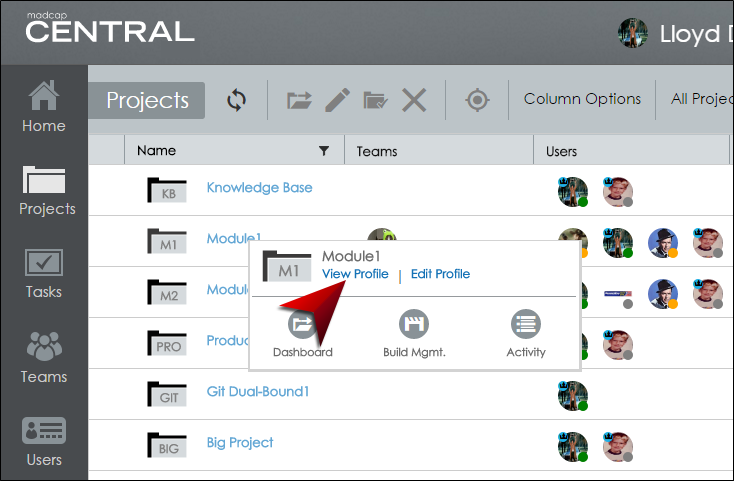 madcap
CENTRAL
Lloyd D
Projects
Column Options
All Projec
Home
Name
Teams
Users
KB
Knowledge Base
Projects
M1
Module1
Module1
M1
View Profile | Edit Profile
Tasks
M2
Modul
Dashboard
Build Mgmt.
Activity
PRO
Produc
Teams
GIT
Git Dual-Bound1
BIG
Big Project
Users